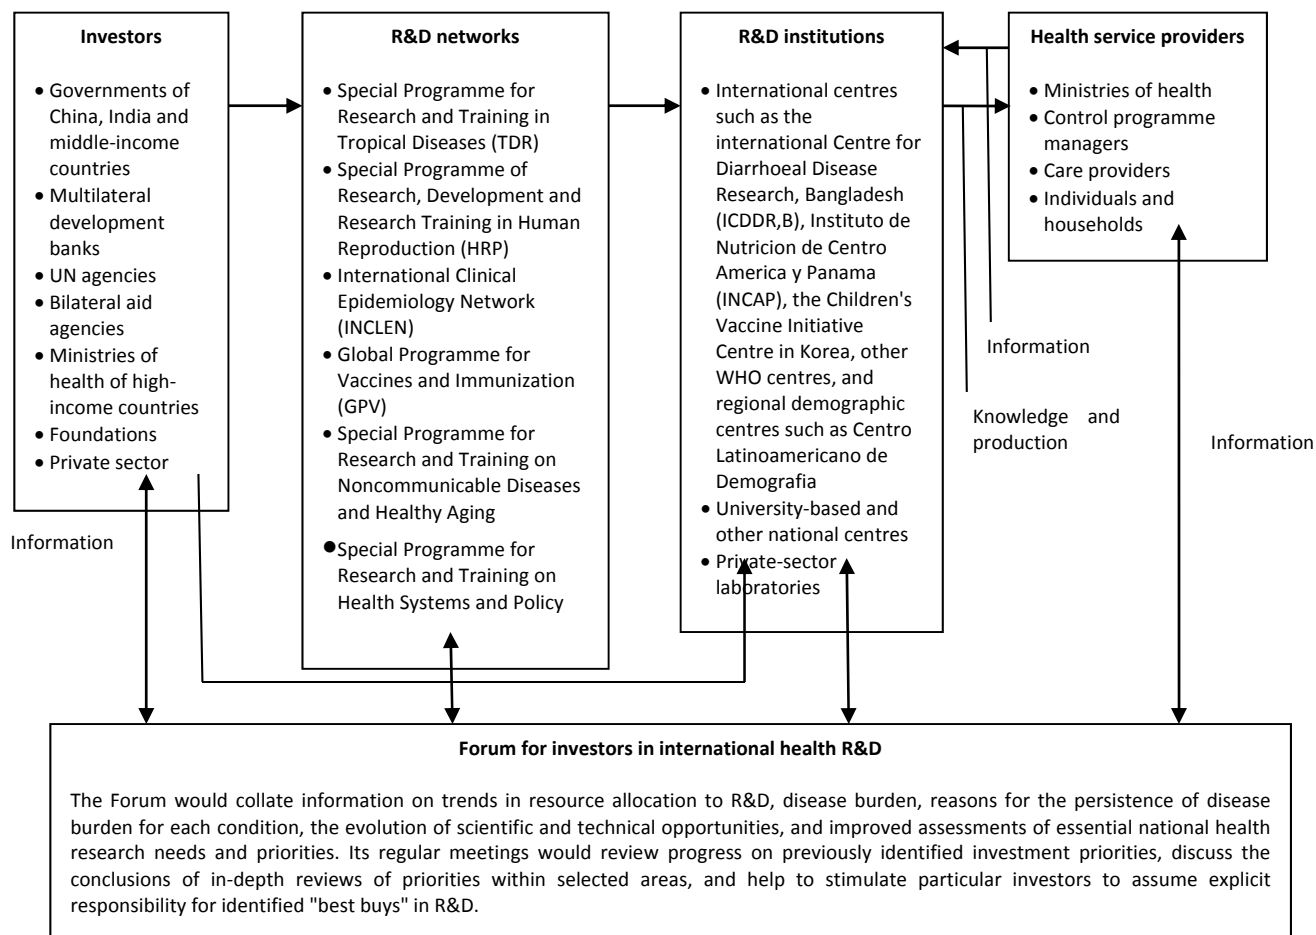 Investors
• Governments of
China, India and
middle-income
countries
• Multilateral
development
banks
• UN agencies
• Bilateral aid
agencies
• Ministries of
health of high-
income countries
• Foundations
• Private sector
Information
R&D networks
• Special Programme for
Research and Training in
Tropical Diseases (TDR)
• Special Programme of
Research, Development and
Research Training in Human
Reproduction (HRP)
• International Clinical
Epidemiology Network
(INCLEN)
• Global Programme for
Vaccines and Immunization
(GPV)
• Special Programme for
Research and Training on
Noncommunicable Diseases
and Healthy Aging
• Special Programme for
Research and Training on
Health Systems and Policy
R&D institutions
• International centres
such as the
international Centre for
Diarrhoeal Disease
Research, Bangladesh
(ICDDR,B), Instituto de
Nutricion de Centro
America y Panama
(INCAP), the Children's
Vaccine Initiative
Centre in Korea, other
WHO centres, and
regional demographic
centres such as Centro
Latinoamericano de
Demografia
• University-based and
other national centres
• Private-sector
laboratories
Health service providers
• Ministries of health
• Control programme
managers
• Care providers
• Individuals and
households
Information
Knowledge and
production
Information
Forum for investors in international health R&D
The Forum would collate information on trends in resource allocation to R&D, disease burden, reasons for the persistence of disease
burden for each condition, the evolution of scientific and technical opportunities, and improved assessments of essential national health
research needs and priorities. Its regular meetings would review progress on previously identified investment priorities, discuss the
conclusions of in-depth reviews of priorities within selected areas, and help to stimulate particular investors to assume explicit
responsibility for identified "best buys" in R&D.